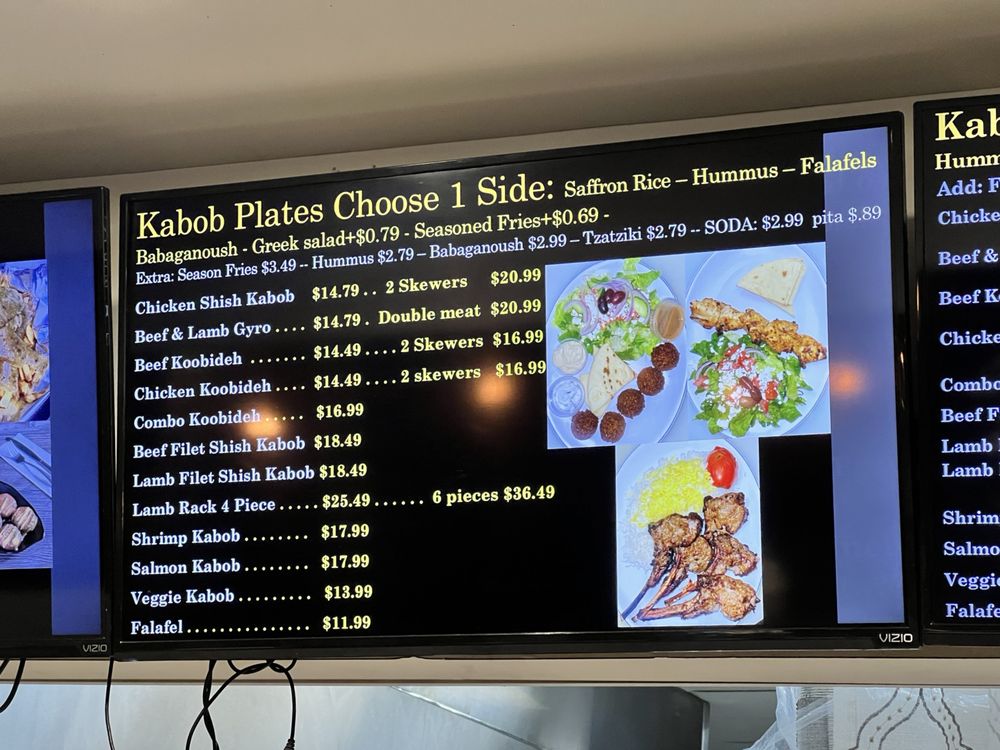 Kabob Plates Choose 1 Side: Saffron Rice – Hummus – Falafels
Babaganoush - Greek salad+$0.79 - Seasoned Fries+$0.69 -
Extra: Season Fries $3.49 -- Hummus $2.79 – Babaganoush $2.99 – Tzatziki $2.79 -- SODA: $2.99 pita $.89
Chicken Shish Kabob $14.79 . . 2 Skewers $20.99
Beef & Lamb Gyro . . . . $14.79 . Double meat $20.99
Beef Koobideh . . . . . . . $14.49 . . . . 2 Skewers $16.99
Chicken Koobideh . . . . $14.49 . . . . 2 skewers $16.99
Combo Koobideh . . . . . $16.99
Beef Filet Shish Kabob $18.49
Lamb Filet Shish Kabob $18.49
Lamb Rack 4 Piece . . . . . $25.49 . . . . . . 6 pieces $36.49
Shrimp Kabob . . . . . . . . $17.99
Salmon Kabob . . . . . . . . $17.99
Veggie Kabob . . . . . . . . . $13.99
Falafel . . . . . . . . . . . . . . . $11.99
VIZIO
VIZIO
Kab
Humm
Add: F
Chicke
Beef &
Beef K
Chicke
Combo
Beef F
Lamb
Lamb
Shrim
Salmo
Veggie
Falafe